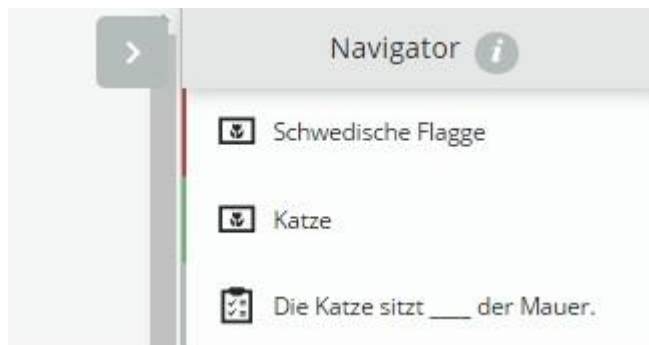 Navigator
Schwedische Flagge
Katze
Die Katze sitzt ____ der Mauer.